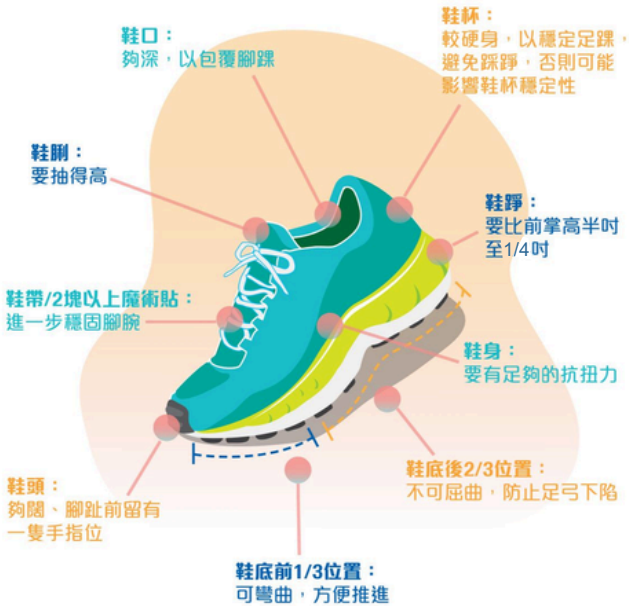 鞋口：
夠深，以包覆腳踝
鞋杯：
較硬身，以穩定足踝，
避免踩踭，否則可能
影響鞋杯穩定性
鞋脷：
要抽得高
鞋踭：
要比前掌高半吋
至1/4吋
鞋帶/2塊以上魔術貼：
進一步穩固腳腕
鞋身：
要有足夠的抗扭力
鞋頭：
夠闊、腳趾前留有
一隻手指位
鞋底後2/3位置：
不可屈曲，防止足弓下陷
鞋底前1/3位置：
可彎曲，方便推進